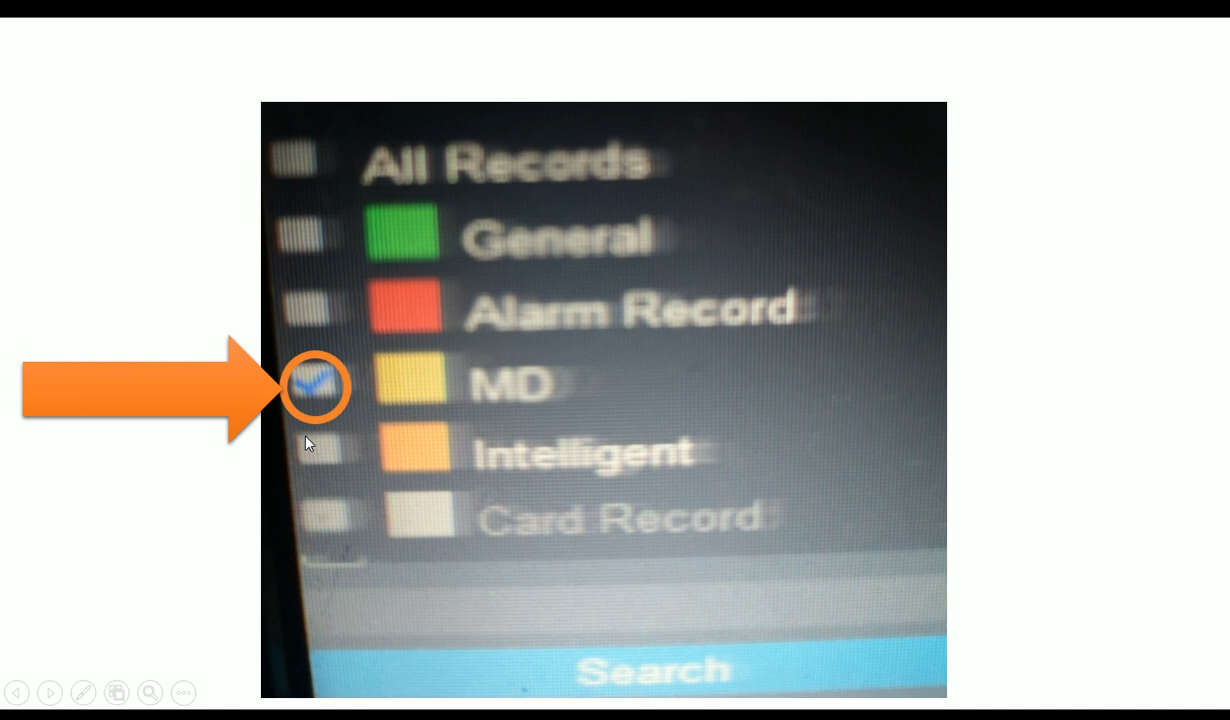 All Records
General
Alarm Record
MD
Intelligent
Card Record
Search